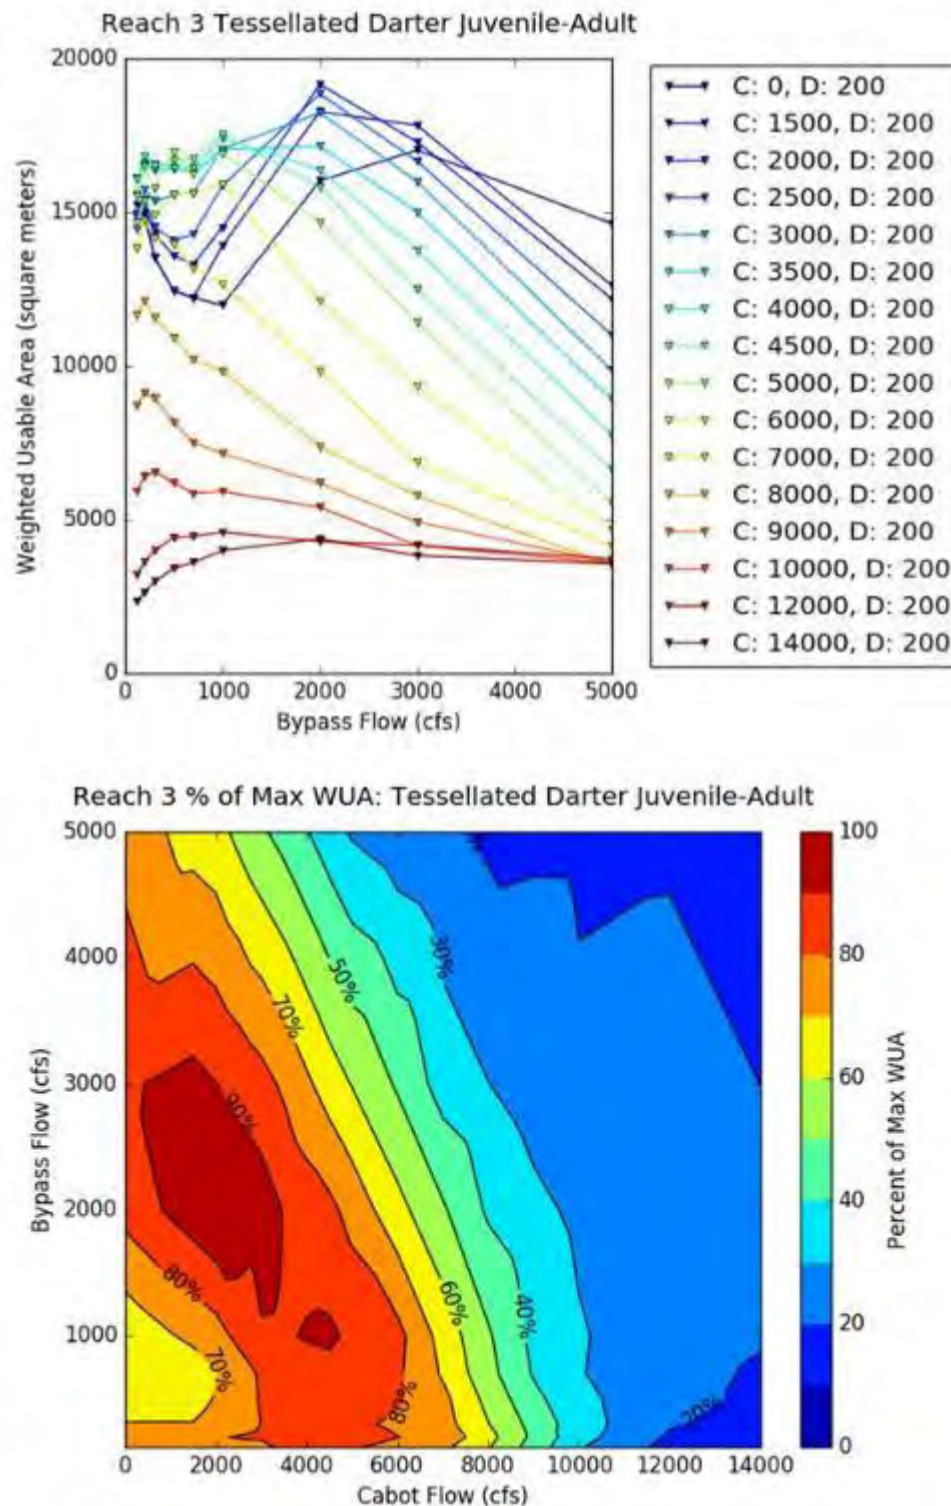 Reach 3 Tessellated Darter Juvenile-Adult
20000
15000
10000
5000
0
Weighted Usable Area (square meters)
0 1000 2000 3000 4000 5000
Bypass Flow (cfs)
C: 0, D: 200
C: 1500, D: 200
C: 2000, D: 200
C: 2500, D: 200
C: 3000, D: 200
C: 3500, D: 200
C: 4000, D: 200
C: 4500, D: 200
C: 5000, D: 200
C: 6000, D: 200
C: 7000, D: 200
C: 8000, D: 200
C: 9000, D: 200
C: 10000, D: 200
C: 12000, D: 200
C: 14000, D: 200
Reach 3 % of Max WUA: Tessellated Darter Juvenile-Adult
5000
4000
3000
2000
1000
Bypass Flow (cfs)
30%
50%
70%
90%
80%
70%
60%
40%
80%
20%
0 2000 4000 6000 8000 10000 12000 14000
Cabot Flow (cfs)
100
80
60
40
20
0
Percent of Max WUA